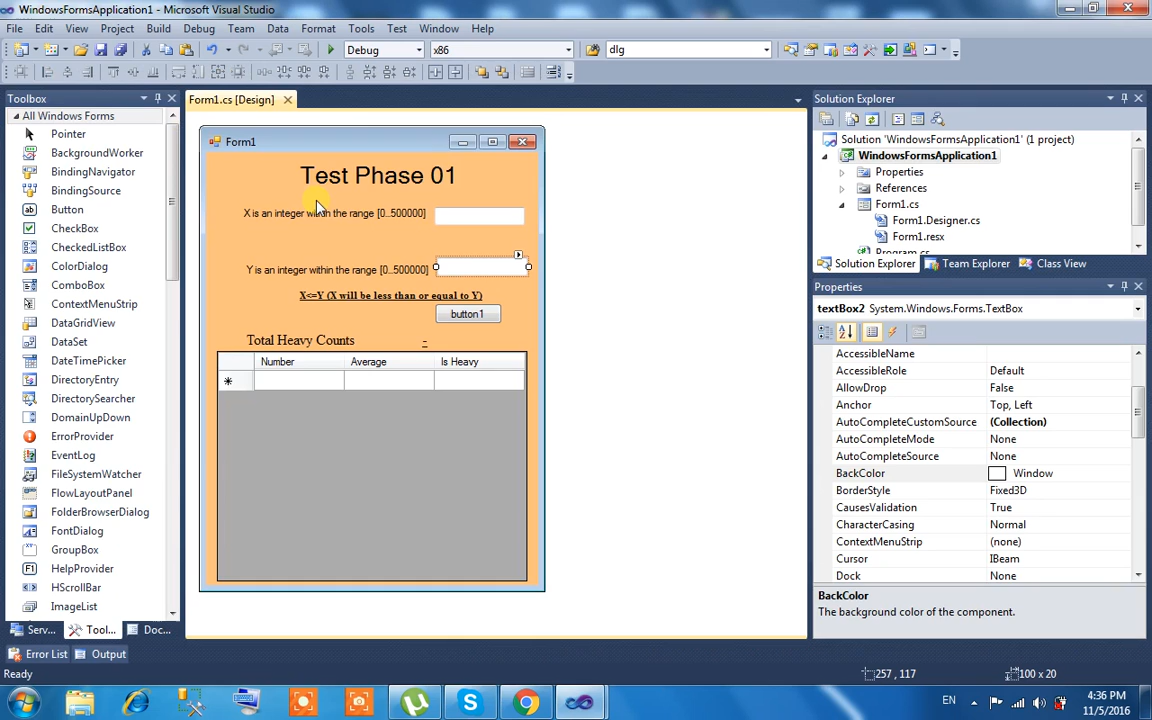 WindowsFormsApplication1 - Microsoft Visual Studio
File Edit View Project Build Debug Team Data Format Tools Test Window Help
Debug x86 dlg
Toolbox
All Windows Forms
Pointer
BackgroundWorker
BindingNavigator
BindingSource
Button
CheckBox
CheckedListBox
ColorDialog
ComboBox
ContextMenuStrip
DataGridView
DataSet
DateTimePicker
DirectoryEntry
DirectorySearcher
DomainUpDown
ErrorProvider
EventLog
FileSystemWatcher
FlowLayoutPanel
FolderBrowserDialog
FontDialog
GroupBox
HelpProvider
HScrollBar
ImageList
Serv... Tool... Doc...
Form1.cs [Design]
Form1
Test Phase 01
X is an integer within the range [0...500000]
Y is an integer within the range [0...500000]
X<=Y (X will be less than or equal to Y)
button1
Total Heavy Counts -
Number Average Is Heavy
Solution Explorer
Solution 'WindowsFormsApplication1' (1 project)
WindowsFormsApplication1
Properties
References
Form1.cs
Form1.Designer.cs
Form1.resx
Program.cs
Solution Explorer Team Explorer Class View
Properties
textBox2 System.Windows.Forms.TextBox
AccessibleName
AccessibleRole Default
AllowDrop False
Anchor Top, Left
AutoCompleteCustomSource (Collection)
AutoCompleteMode None
AutoCompleteSource None
BackColor Window
BorderStyle Fixed3D
CausesValidation True
CharacterCasing Normal
ContextMenuStrip (none)
Cursor IBeam
Dock None
BackColor
The background color of the component.
Error List Output
Ready 257 , 117 100 x 20
EN 4:36 PM
11/5/2016